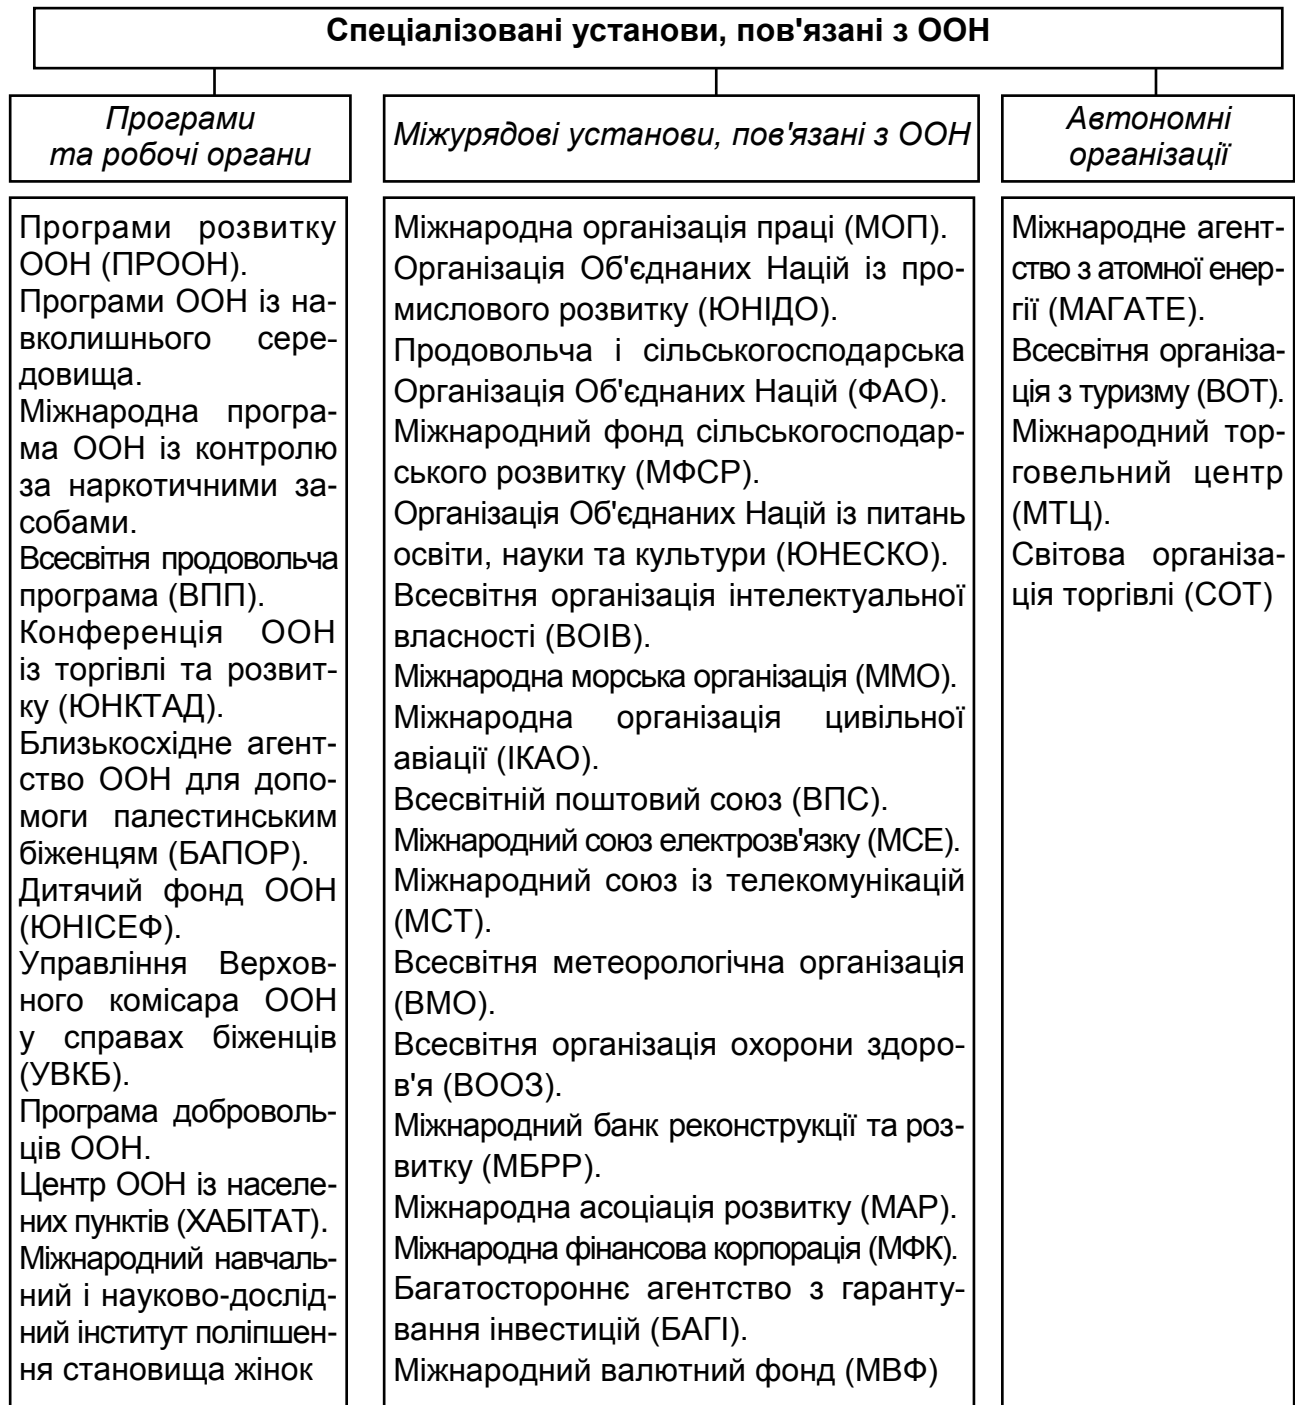 Спеціалізовані установи, пов'язані з ООН
Програми
та робочі органи
Програми розвитку
ООН (ПРООН).
Програми ООН із на-
вколишнього сере-
довища.
Міжнародна програ-
ма ООН із контролю
за наркотичними за-
собами.
Всесвітня продовольча
програма (ВПП).
Конференція ООН
із торгівлі та розвит-
ку (ЮНКТАД).
Близькосхідне агент-
ство ООН для допо-
моги палестинським
біженцям (БАПОР).
Дитячий фонд ООН
(ЮНІСЕФ).
Управління Верхов-
ного комісара ООН
у справах біженців
(УВКБ).
Програма доброволь-
ців ООН.
Центр ООН із населе-
них пунктів (ХАБІТАТ).
Міжнародний навчаль-
ний і науково-дослід-
ний інститут поліпшен-
ня становища жінок
Міжурядові установи, пов'язані з ООН
Міжнародна організація праці (МОП).
Організація Об'єднаних Націй із про-
мислового розвитку (ЮНІДО).
Продовольча і сільськогосподарська
Організація Об'єднаних Націй (ФАО).
Міжнародний фонд сільськогосподар-
ського розвитку (МФСР).
Організація Об'єднаних Націй із питань
освіти, науки та культури (ЮНЕСКО).
Всесвітня організація інтелектуальної
власності (ВОІВ).
Міжнародна морська організація (ММО).
Міжнародна організація цивільної
авіації (ІКАО).
Всесвітній поштовий союз (ВПС).
Міжнародний союз електрозв'язку (МСЕ).
Міжнародний союз із телекомунікацій
(МСТ).
Всесвітня метеорологічна організація
(ВМО).
Всесвітня організація охорони здоро-
в'я (ВООЗ).
Міжнародний банк реконструкції та роз-
витку (МБРР).
Міжнародна асоціація розвитку (МАР).
Міжнародна фінансова корпорація (МФК).
Багатостороннє агентство з гаранту-
вання інвестицій (БАГІ).
Міжнародний валютний фонд (МВФ)
Автономні
організації
Міжнародне агент-
ство з атомної енер-
гії (МАГАТЕ).
Всесвітня організа-
ція з туризму (ВОТ).
Міжнародний тор-
говельний центр
(МТЦ).
Світова організа-
ція торгівлі (СОТ)